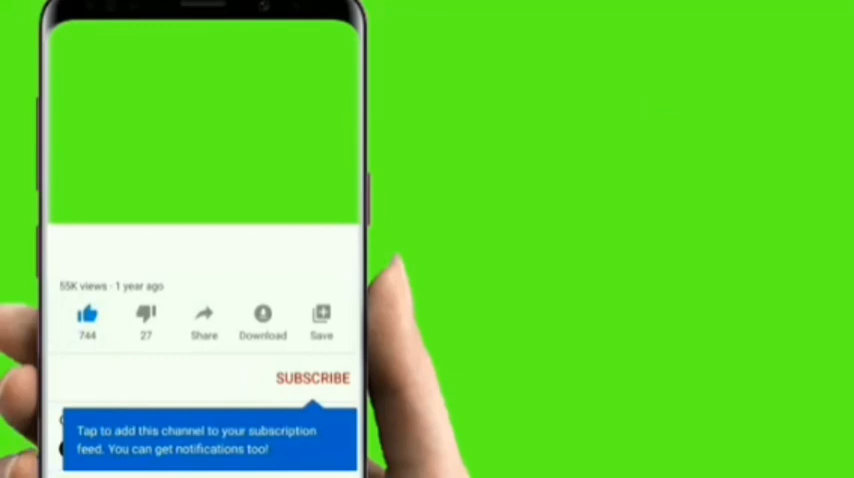 55K views · 1 year ago
744
27
Share
Download
Save
SUBSCRIBE
Tap to add this channel to your subscription
feed. You can get notifications too!